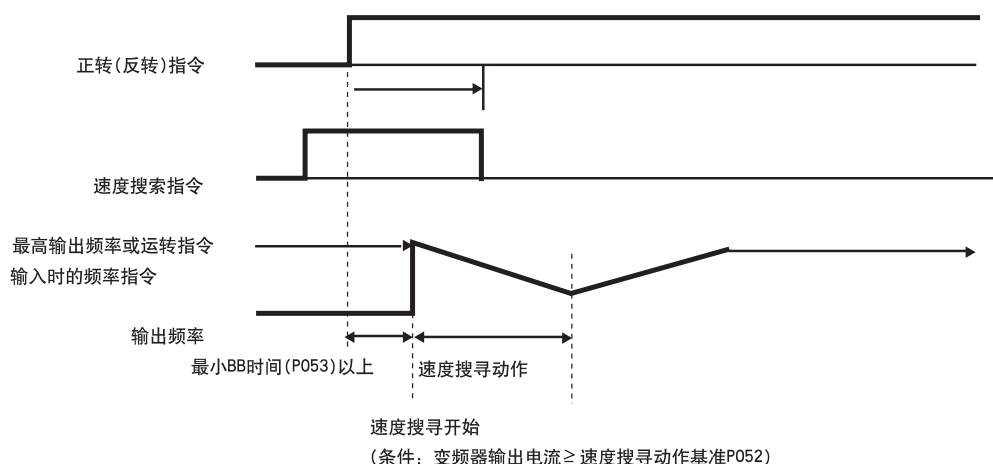 正转(反转)指令
速度搜索指令
最高输出频率或运转指令
输入时的频率指令
输出频率
最小BB时间(P053)以上
速度搜寻动作
速度搜寻开始
(条件：变频器输出电流≥速度搜寻动作基准P052)